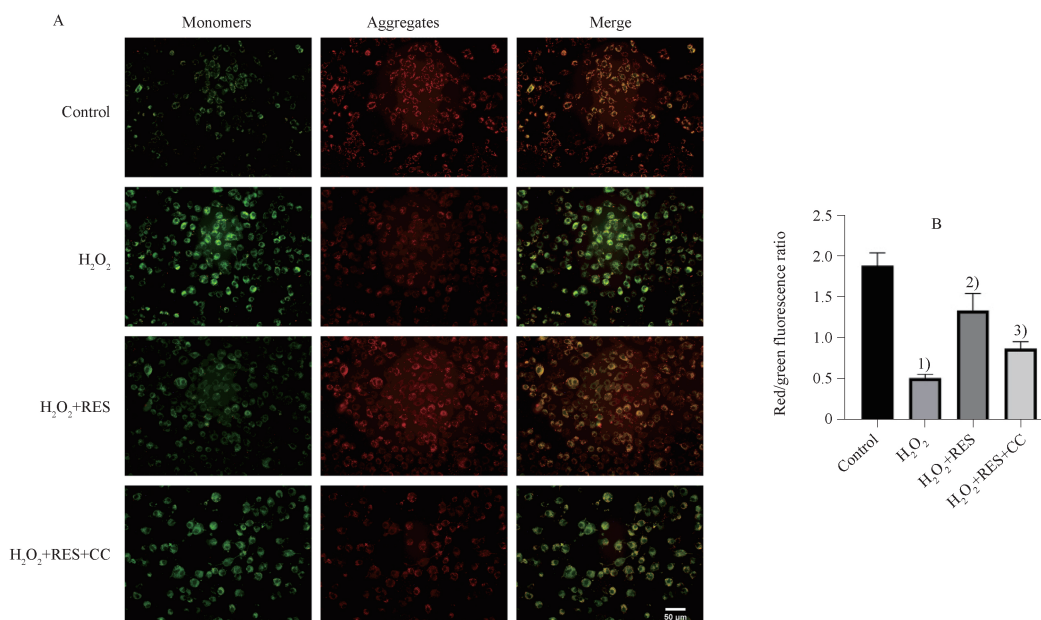 A
Monomers
Aggregates
Merge
Control
H₂O₂
H₂O₂+RES
H₂O₂+RES+CC
50 μm
B
Red/green fluorescence ratio
2.5
2.0
1.5
1.0
0.5
0
1)
2)
3)
Control
H₂O₂
H₂O₂+RES
H₂O₂+RES+CC